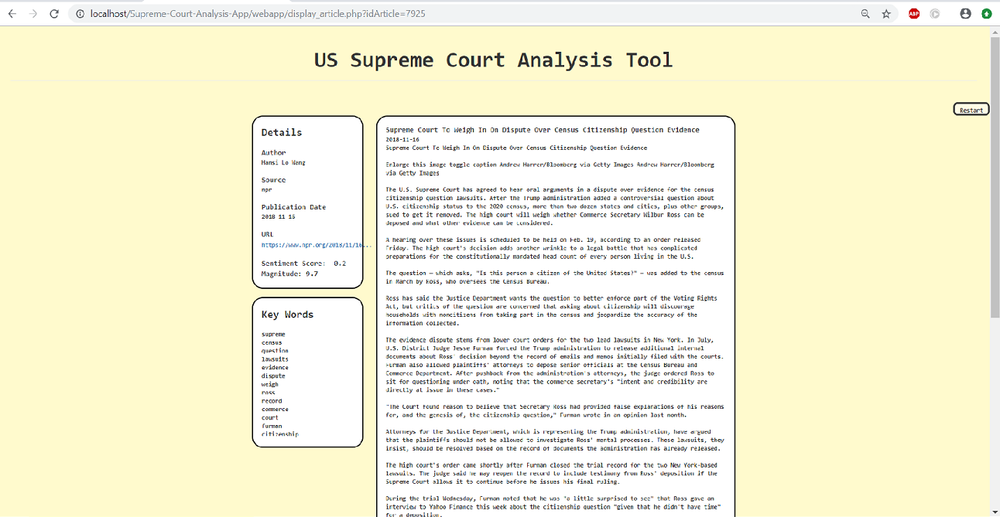 localhost/Supreme-Court-Analysis-App/webapp/display_article.php?idArticle=7925
ABP
US Supreme Court Analysis Tool
Restart
Details
Author
Hansi Lo Wang
Source
npr
Publication Date
2018-11-16
URL
https://www.npr.org/2018/11/16...
Sentiment Score: 0.2
Magnitude: 9.7
Key Words
supreme
census
question
lawsuits
evidence
dispute
weigh
ross
record
commerce
court
furman
citizenship
Supreme Court To Weigh In On Dispute Over Census Citizenship Question Evidence
2018-11-16
Supreme Court To Weigh In On Dispute Over Census Citizenship Question Evidence
Enlarge this image toggle caption Andrew Harrer/Bloomberg via Getty Images Andrew Harrer/Bloomberg
via Getty Images
The U.S. Supreme Court has agreed to hear oral arguments in a dispute over evidence for the census
citizenship question lawsuits. After the Trump administration added a controversial question about
U.S. citizenship status to the 2020 census, more than two dozen states and cities, plus other groups,
sued to get it removed. The high court will weigh whether Commerce Secretary Wilbur Ross can be
deposed and what other evidence can be considered.
A hearing over these issues is scheduled to be held on Feb. 19, according to an order released
Friday. The high court's decision adds another wrinkle to a legal battle that has complicated
preparations for the constitutionally mandated head count of every person living in the U.S.
The question — which asks, "Is this person a citizen of the United States?" — was added to the census
in March by Ross, who oversees the Census Bureau.
Ross has said the Justice Department wants the question to better enforce part of the Voting Rights
Act, but critics of the question are concerned that asking about citizenship will discourage
households with noncitizens from taking part in the census and jeopardize the accuracy of the
information collected.
The evidence dispute stems from lower court orders for the two lead lawsuits in New York. In July,
U.S. District Judge Jesse Furman forced the Trump administration to release additional internal
documents about Ross' decision beyond the record of emails and memos initially filed with the courts.
Furman also allowed plaintiffs' attorneys to depose senior officials at the Census Bureau and
Commerce Department. After pushback from the administration's attorneys, the judge ordered Ross to
sit for questioning under oath, noting that the commerce secretary's "intent and credibility are
directly at issue in these cases."
"The Court found reason to believe that Secretary Ross had provided false explanations of his reasons
for, and the genesis of, the citizenship question," Furman wrote in an opinion last month.
Attorneys for the Justice Department, which is representing the Trump administration, have argued
that the plaintiffs should not be allowed to investigate Ross' mental processes. These lawsuits, they
insist, should be resolved based on the record of documents the administration has already released.
The high court's order came shortly after Furman closed the trial record for the two New York-based
lawsuits. The judge said he may reopen the record to include testimony from Ross' deposition if the
Supreme Court allows it to continue before he issues his final ruling.
During the trial Wednesday, Furman noted that he was "a little surprised to see" that Ross gave an
interview to Yahoo Finance this week about the citizenship question "given that he didn't have time"
for a deposition.